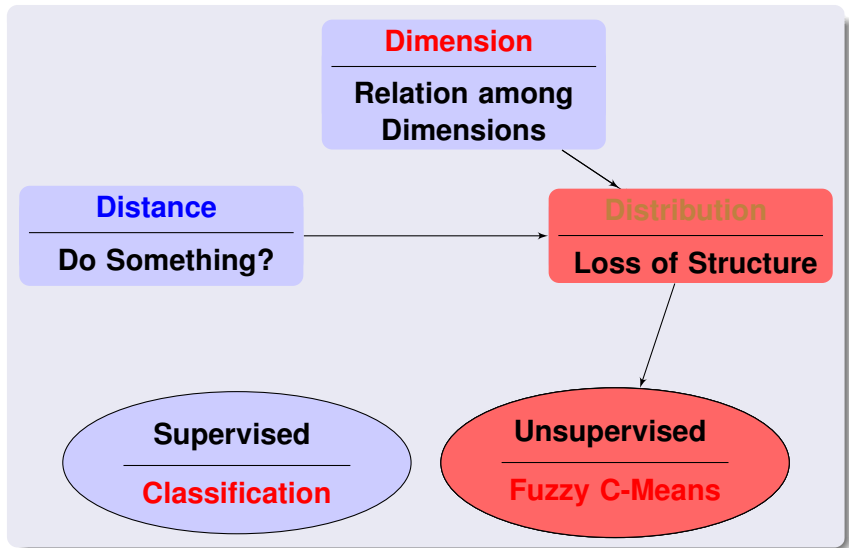 Dimension
Relation among
Dimensions
Distance
Do Something?
Distribution
Loss of Structure
Supervised
Classification
Unsupervised
Fuzzy C-Means